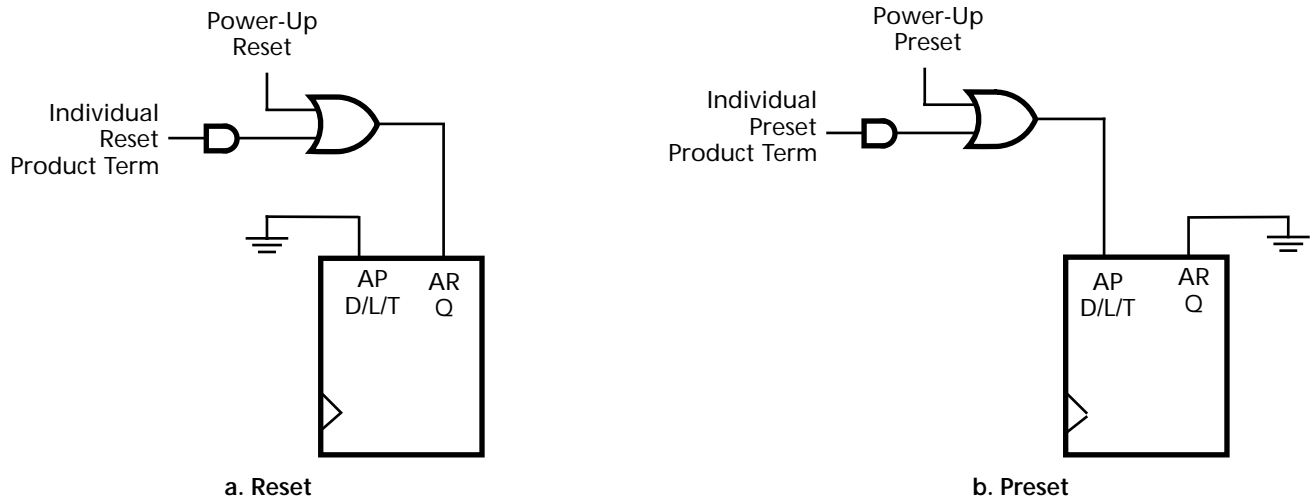 Power-Up
Reset
Individual
Reset
Product Term
AP
AR
D/L/T
Q
a. Reset
Power-Up
Preset
Individual
Preset
Product Term
AP
AR
D/L/T
Q
b. Preset